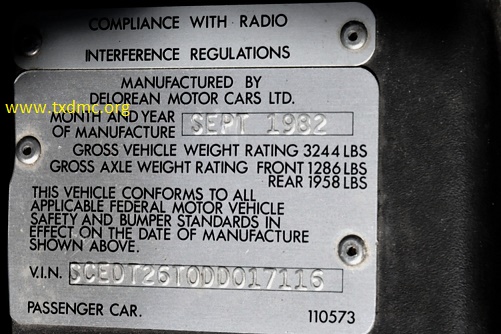 COMPLIANCE WITH RADIO
INTERFERENCE REGULATIONS
MANUFACTURED BY
DELOREAN MOTOR CARS LTD.
www.txdmc.org
MONTH AND YEAR
OF MANUFACTURE SEPT 1982
GROSS VEHICLE WEIGHT RATING 3244 LBS
GROSS AXLE WEIGHT RATING FRONT 1286 LBS
REAR 1958 LBS
THIS VEHICLE CONFORMS TO ALL
APPLICABLE FEDERAL MOTOR VEHICLE
SAFETY AND BUMPER STANDARDS IN
EFFECT ON THE DATE OF MANUFACTURE
SHOWN ABOVE.
V.I.N. SCEDT26T0DD017116
PASSENGER CAR. 110573